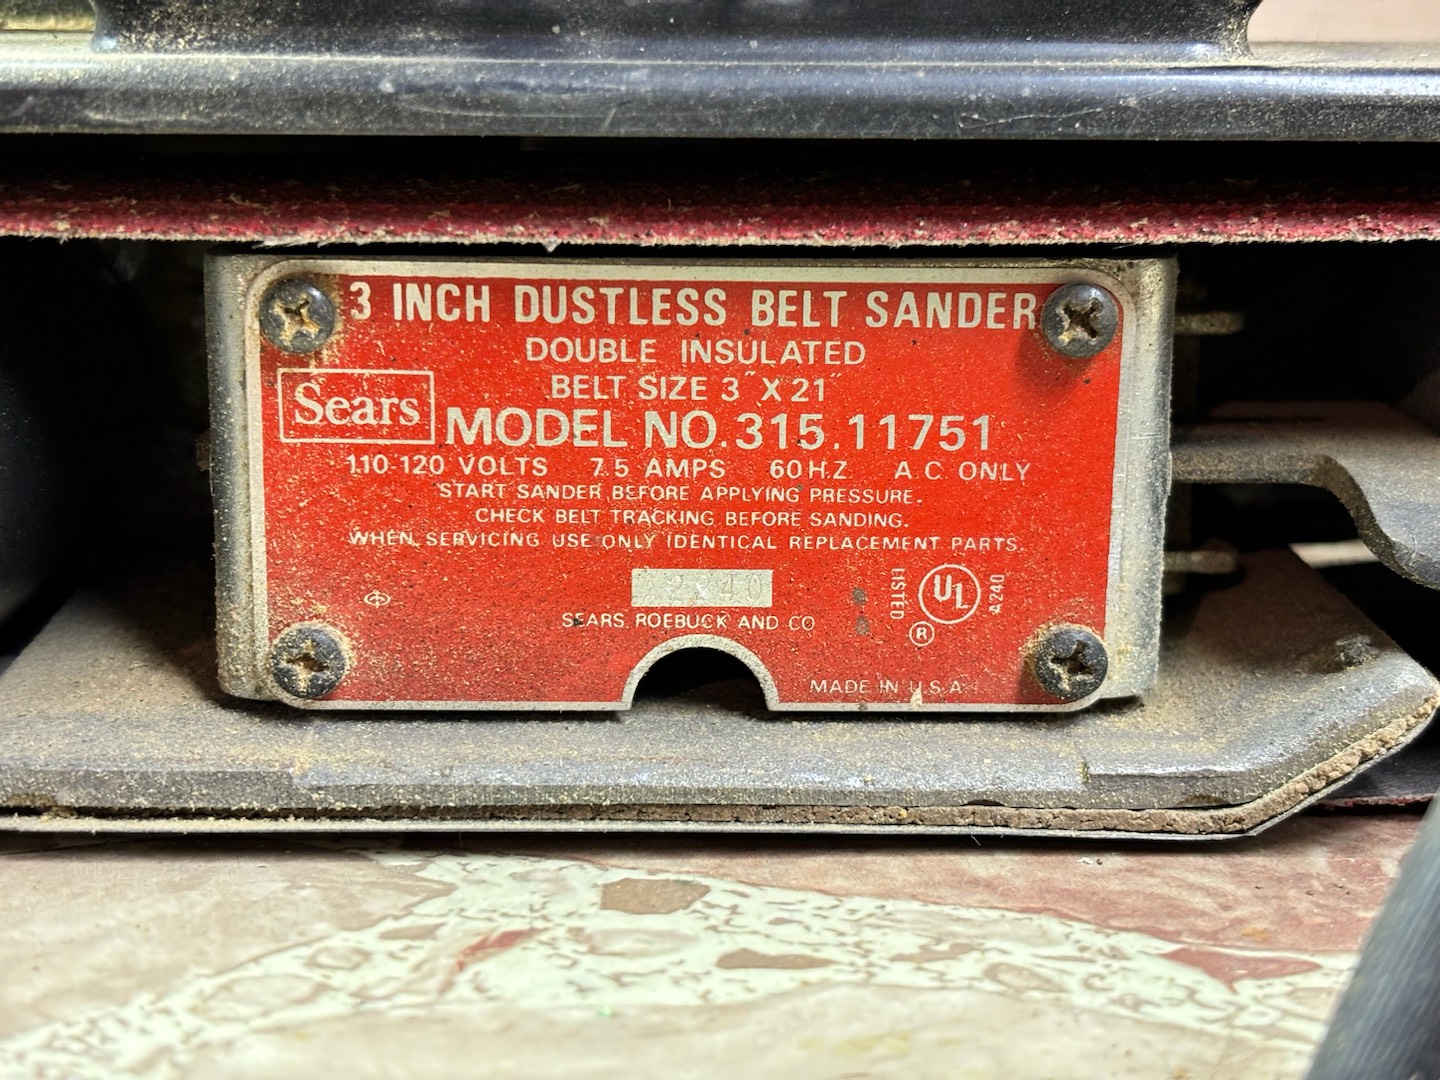 3 INCH DUSTLESS BELT SANDER
DOUBLE INSULATED
BELT SIZE 3" X 21"
Sears
MODEL NO. 315.11751
110-120 VOLTS 7.5 AMPS 60 HZ A.C. ONLY
START SANDER BEFORE APPLYING PRESSURE.
CHECK BELT TRACKING BEFORE SANDING.
WHEN SERVICING USE ONLY IDENTICAL REPLACEMENT PARTS.
LISTED
UL
A240
®
SEARS, ROEBUCK AND CO
MADE IN U.S.A.